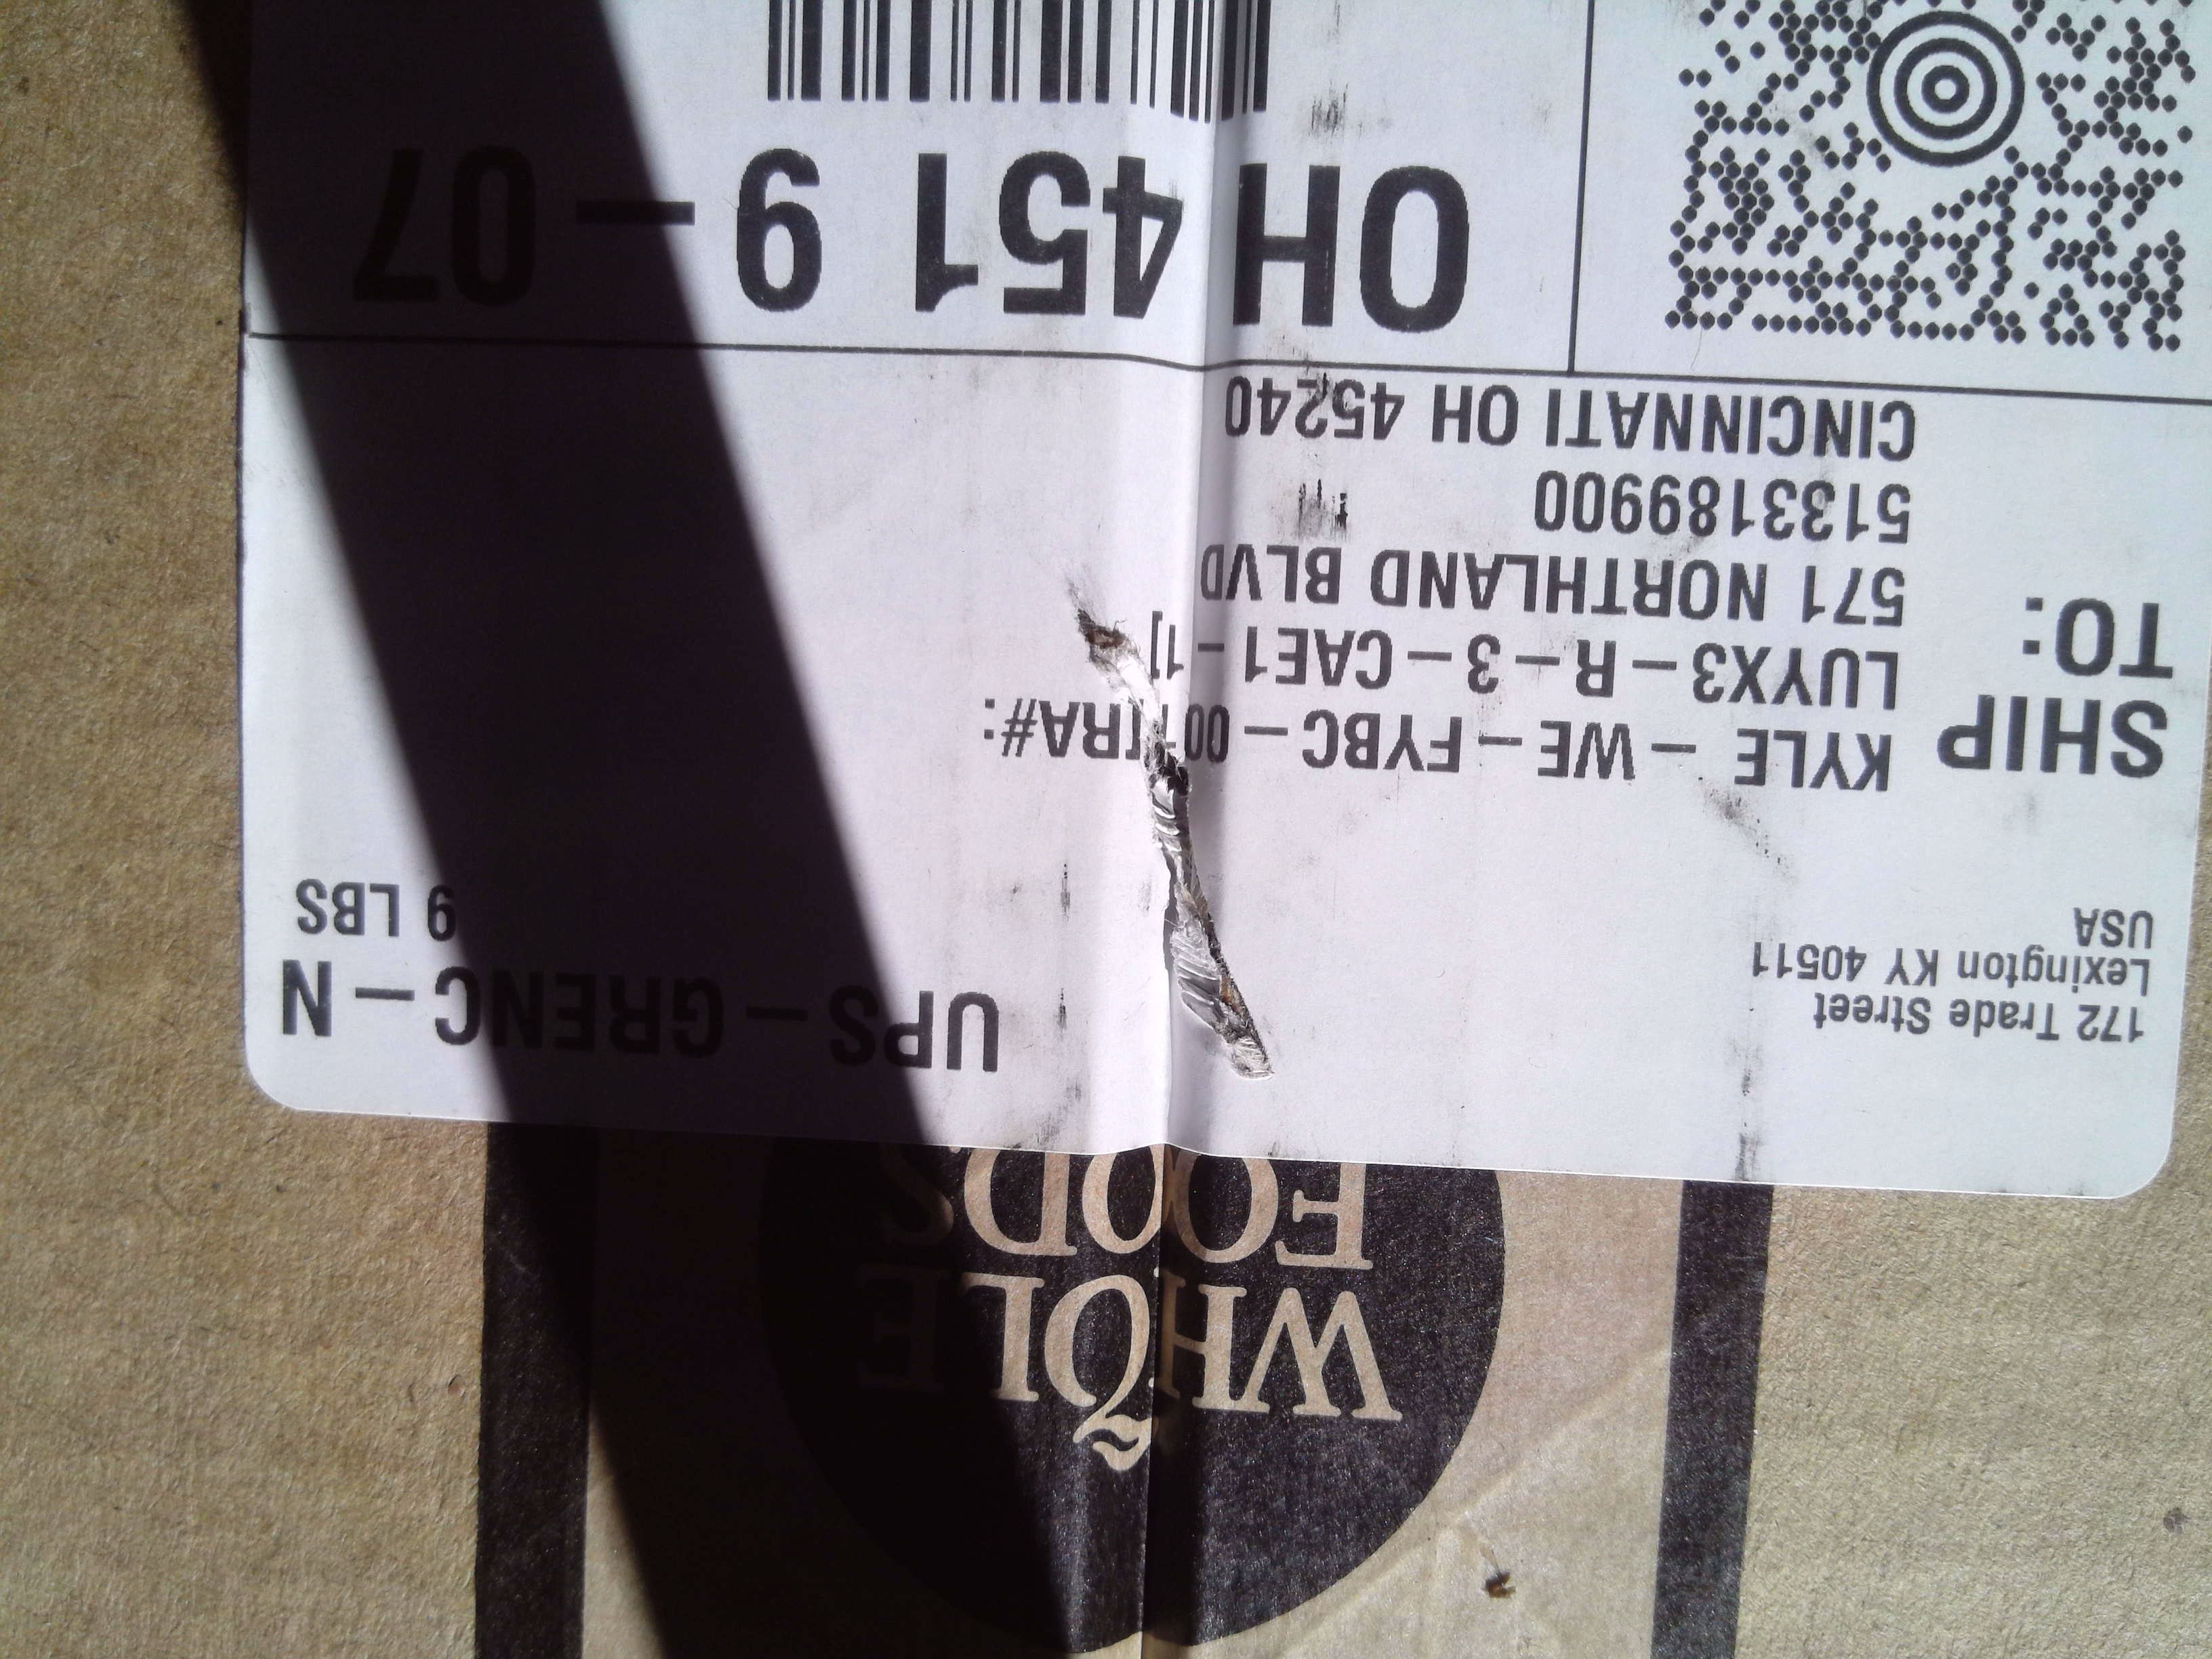 172 Trade Street
Lexington KY 40511
USA
UPS - GRENC - N
9 LBS
SHIP
TO:
KYLE - WE - FYBC - 00 RA#:
LUYX3 - R - 3 - CAE1 - 1]
571 NORTHLAND BLVD
5133189900
CINCINNATI OH 45240
OH 451 9 - 07
WHOLE
FOODS